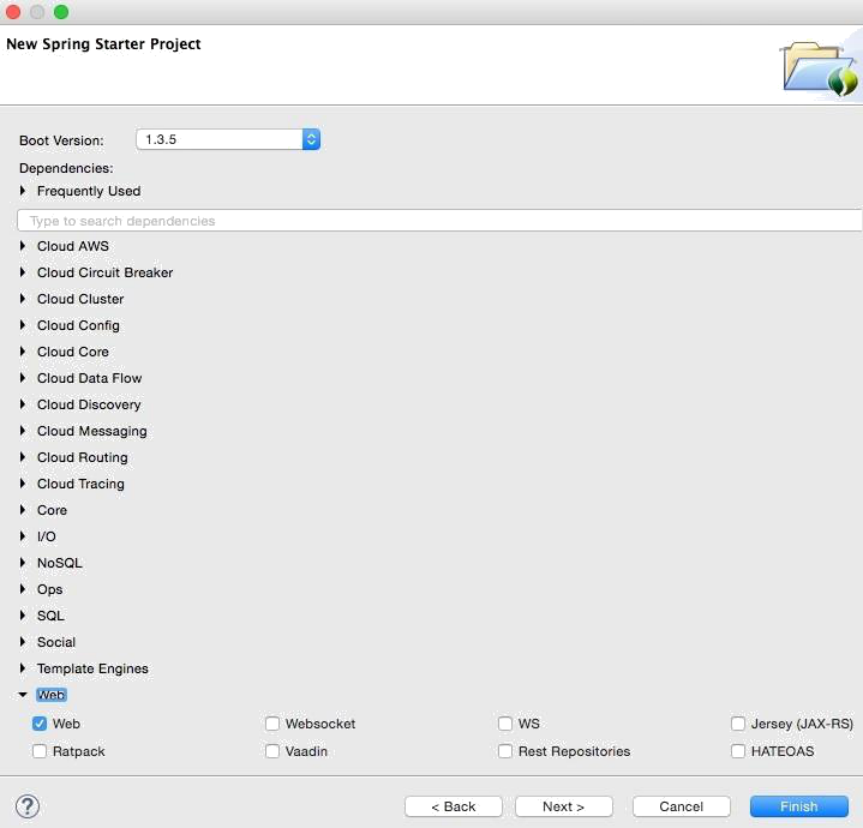 New Spring Starter Project
Boot Version: 1.3.5
Dependencies:
Frequently Used
Type to search dependencies
Cloud AWS
Cloud Circuit Breaker
Cloud Cluster
Cloud Config
Cloud Core
Cloud Data Flow
Cloud Discovery
Cloud Messaging
Cloud Routing
Cloud Tracing
Core
I/O
NoSQL
Ops
SQL
Social
Template Engines
Web
Web Websocket WS Jersey (JAX-RS)
Ratpack Vaadin Rest Repositories HATEOAS
? < Back Next > Cancel Finish